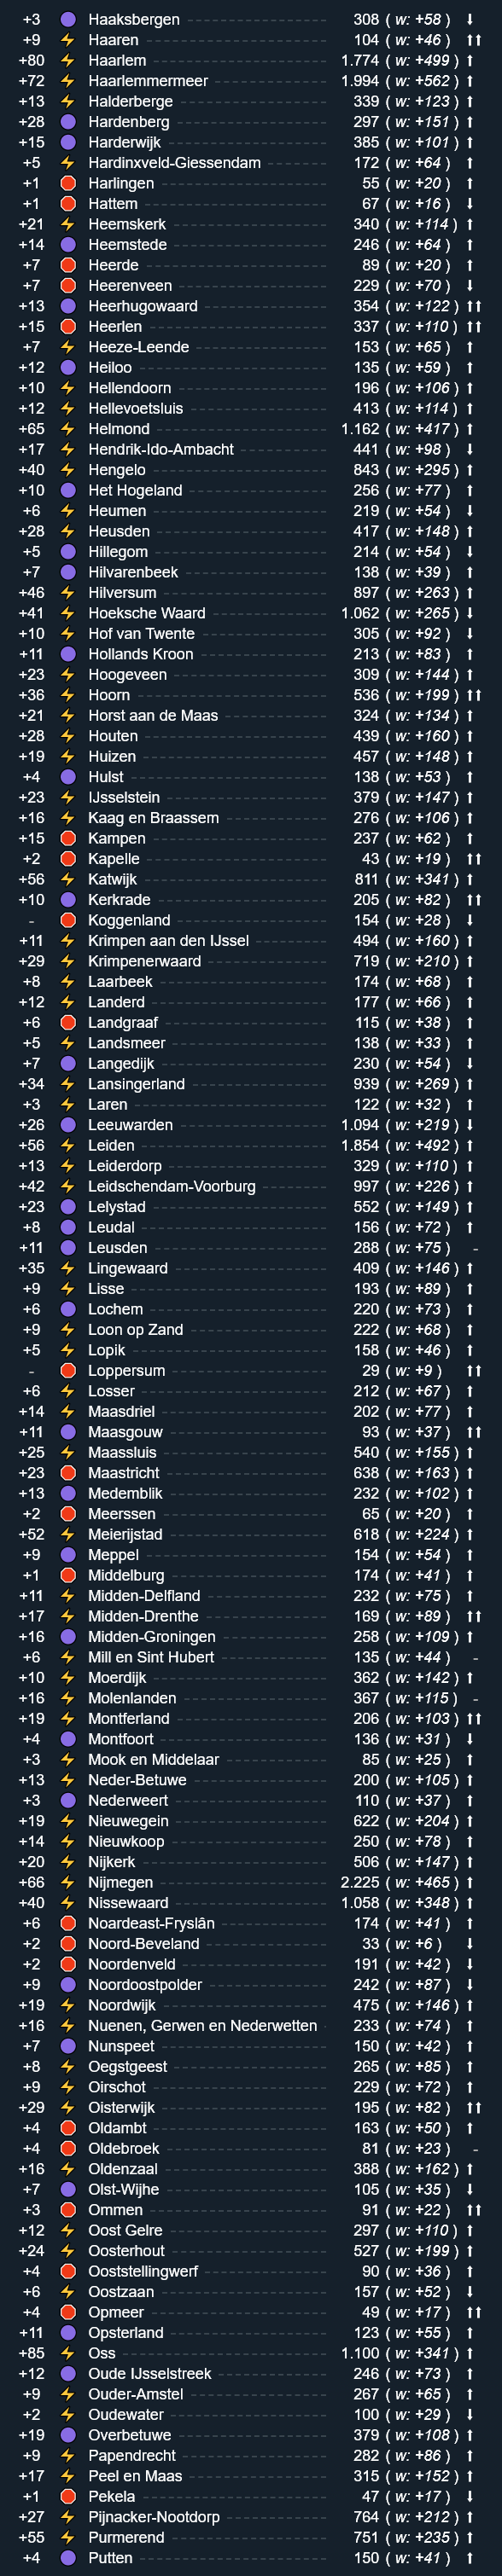 +3 Haaksbergen 308 ( w: +58 ) ⬇
+9 ⚡ Haaren 104 ( w: +46 ) ⬆⬆
+80 ⚡ Haarlem 1.774 ( w: +499 ) ⬆
+72 ⚡ Haarlemmermeer 1.994 ( w: +562 ) ⬆
+13 ⚡ Halderberge 339 ( w: +123 ) ⬆
+28 Hardenberg 297 ( w: +151 ) ⬆
+15 Harderwijk 385 ( w: +101 ) ⬆
+5 ⚡ Hardinxveld-Giessendam 172 ( w: +64 ) ⬆
+1 Harlingen 55 ( w: +20 ) ⬆
+1 Hattem 67 ( w: +16 ) ⬇
+21 ⚡ Heemskerk 340 ( w: +114 ) ⬆
+14 Heemstede 246 ( w: +64 ) ⬆
+7 Heerde 89 ( w: +20 ) ⬆
+7 Heerenveen 229 ( w: +70 ) ⬇
+13 Heerhugowaard 354 ( w: +122 ) ⬆⬆
+15 Heerlen 337 ( w: +110 ) ⬆⬆
+7 ⚡ Heeze-Leende 153 ( w: +65 ) ⬆
+12 Heiloo 135 ( w: +59 ) ⬆
+10 ⚡ Hellendoorn 196 ( w: +106 ) ⬆
+12 ⚡ Hellevoetsluis 413 ( w: +114 ) ⬆
+65 ⚡ Helmond 1.162 ( w: +417 ) ⬆
+17 ⚡ Hendrik-Ido-Ambacht 441 ( w: +98 ) ⬇
+40 ⚡ Hengelo 843 ( w: +295 ) ⬆
+10 Het Hogeland 256 ( w: +77 ) ⬆
+6 ⚡ Heumen 219 ( w: +54 ) ⬇
+28 ⚡ Heusden 417 ( w: +148 ) ⬆
+5 Hillegom 214 ( w: +54 ) ⬇
+7 Hilvarenbeek 138 ( w: +39 ) ⬆
+46 ⚡ Hilversum 897 ( w: +263 ) ⬆
+41 ⚡ Hoeksche Waard 1.062 ( w: +265 ) ⬇
+10 ⚡ Hof van Twente 305 ( w: +92 ) ⬇
+11 Hollands Kroon 213 ( w: +83 ) ⬆
+23 ⚡ Hoogeveen 309 ( w: +144 ) ⬆
+36 ⚡ Hoorn 536 ( w: +199 ) ⬆⬆
+21 ⚡ Horst aan de Maas 324 ( w: +134 ) ⬆
+28 ⚡ Houten 439 ( w: +160 ) ⬆
+19 ⚡ Huizen 457 ( w: +148 ) ⬆
+4 Hulst 138 ( w: +53 ) ⬆
+23 ⚡ IJsselstein 379 ( w: +147 ) ⬆
+16 ⚡ Kaag en Braassem 276 ( w: +106 ) ⬆
+15 Kampen 237 ( w: +62 ) ⬆
+2 Kapelle 43 ( w: +19 ) ⬆⬆
+56 ⚡ Katwijk 811 ( w: +341 ) ⬆
+10 Kerkrade 205 ( w: +82 ) ⬆⬆
- Koggenland 154 ( w: +28 ) ⬇
+11 ⚡ Krimpen aan den IJssel 494 ( w: +160 ) ⬆
+29 ⚡ Krimpenerwaard 719 ( w: +210 ) ⬆
+8 ⚡ Laarbeek 174 ( w: +68 ) ⬆
+12 ⚡ Landerd 177 ( w: +66 ) ⬆
+6 Landgraaf 115 ( w: +38 ) ⬆
+5 ⚡ Landsmeer 138 ( w: +33 ) ⬆
+7 Langedijk 230 ( w: +54 ) ⬇
+34 ⚡ Lansingerland 939 ( w: +269 ) ⬆
+3 ⚡ Laren 122 ( w: +32 ) ⬆
+26 Leeuwarden 1.094 ( w: +219 ) ⬇
+56 ⚡ Leiden 1.854 ( w: +492 ) ⬆
+13 ⚡ Leiderdorp 329 ( w: +110 ) ⬆
+42 ⚡ Leidschendam-Voorburg 997 ( w: +226 ) ⬆
+23 Lelystad 552 ( w: +149 ) ⬆
+8 Leudal 156 ( w: +72 ) ⬆
+11 Leusden 288 ( w: +75 ) -
+35 ⚡ Lingewaard 409 ( w: +146 ) ⬆
+9 ⚡ Lisse 193 ( w: +89 ) ⬆
+6 Lochem 220 ( w: +73 ) ⬆
+9 ⚡ Loon op Zand 222 ( w: +68 ) ⬆
+5 ⚡ Lopik 158 ( w: +46 ) ⬆
- Loppersum 29 ( w: +9 ) ⬆⬆
+6 ⚡ Losser 212 ( w: +67 ) ⬆
+14 ⚡ Maasdriel 202 ( w: +77 ) ⬆
+11 Maasgouw 93 ( w: +37 ) ⬆⬆
+25 ⚡ Maassluis 540 ( w: +155 ) ⬆
+23 Maastricht 638 ( w: +163 ) ⬆
+13 Medemblik 232 ( w: +102 ) ⬆
+2 Meerssen 65 ( w: +20 ) ⬆
+52 ⚡ Meierijstad 618 ( w: +224 ) ⬆
+9 Meppel 154 ( w: +54 ) ⬆
+1 Middelburg 174 ( w: +41 ) ⬆
+11 ⚡ Midden-Delfland 232 ( w: +75 ) ⬆
+17 ⚡ Midden-Drenthe 169 ( w: +89 ) ⬆⬆
+16 Midden-Groningen 258 ( w: +109 ) ⬆
+6 ⚡ Mill en Sint Hubert 135 ( w: +44 ) -
+10 ⚡ Moerdijk 362 ( w: +142 ) ⬆
+16 ⚡ Molenlanden 367 ( w: +115 ) -
+19 ⚡ Montferland 206 ( w: +103 ) ⬆⬆
+4 Montfoort 136 ( w: +31 ) ⬇
+3 ⚡ Mook en Middelaar 85 ( w: +25 ) ⬆
+13 ⚡ Neder-Betuwe 200 ( w: +105 ) ⬆
+3 Nederweert 110 ( w: +37 ) ⬆
+19 ⚡ Nieuwegein 622 ( w: +204 ) ⬆
+14 ⚡ Nieuwkoop 250 ( w: +78 ) ⬆
+20 ⚡ Nijkerk 506 ( w: +147 ) ⬆
+66 ⚡ Nijmegen 2.225 ( w: +465 ) ⬆
+40 ⚡ Nissewaard 1.058 ( w: +348 ) ⬆
+6 Noardeast-Fryslân 174 ( w: +41 ) ⬆
+2 Noord-Beveland 33 ( w: +6 ) ⬇
+2 Noordenveld 191 ( w: +42 ) ⬇
+9 Noordoostpolder 242 ( w: +87 ) ⬇
+19 ⚡ Noordwijk 475 ( w: +146 ) ⬆
+16 ⚡ Nuenen, Gerwen en Nederwetten 233 ( w: +74 ) ⬆
+7 Nunspeet 150 ( w: +42 ) ⬆
+8 ⚡ Oegstgeest 265 ( w: +85 ) ⬆
+9 ⚡ Oirschot 229 ( w: +72 ) ⬆
+29 ⚡ Oisterwijk 195 ( w: +82 ) ⬆⬆
+4 Oldambt 163 ( w: +50 ) ⬆
+4 Oldebroek 81 ( w: +23 ) -
+16 ⚡ Oldenzaal 388 ( w: +162 ) ⬆
+7 Olst-Wijhe 105 ( w: +35 ) ⬇
+3 Ommen 91 ( w: +22 ) ⬆⬆
+12 ⚡ Oost Gelre 297 ( w: +110 ) ⬆
+24 ⚡ Oosterhout 527 ( w: +199 ) ⬆
+4 Ooststellingwerf 90 ( w: +36 ) ⬆
+6 ⚡ Oostzaan 157 ( w: +52 ) ⬇
+4 Opmeer 49 ( w: +17 ) ⬆⬆
+11 Opsterland 123 ( w: +55 ) ⬆
+85 ⚡ Oss 1.100 ( w: +341 ) ⬆
+12 Oude IJsselstreek 246 ( w: +73 ) ⬆
+9 ⚡ Ouder-Amstel 267 ( w: +65 ) ⬆
+2 ⚡ Oudewater 100 ( w: +29 ) ⬇
+19 Overbetuwe 379 ( w: +108 ) ⬆
+9 ⚡ Papendrecht 282 ( w: +86 ) ⬆
+17 ⚡ Peel en Maas 315 ( w: +152 ) ⬆
+1 Pekela 47 ( w: +17 ) ⬇
+27 ⚡ Pijnacker-Nootdorp 764 ( w: +212 ) ⬆
+55 ⚡ Purmerend 751 ( w: +235 ) ⬆
+4 Putten 150 ( w: +41 ) ⬆